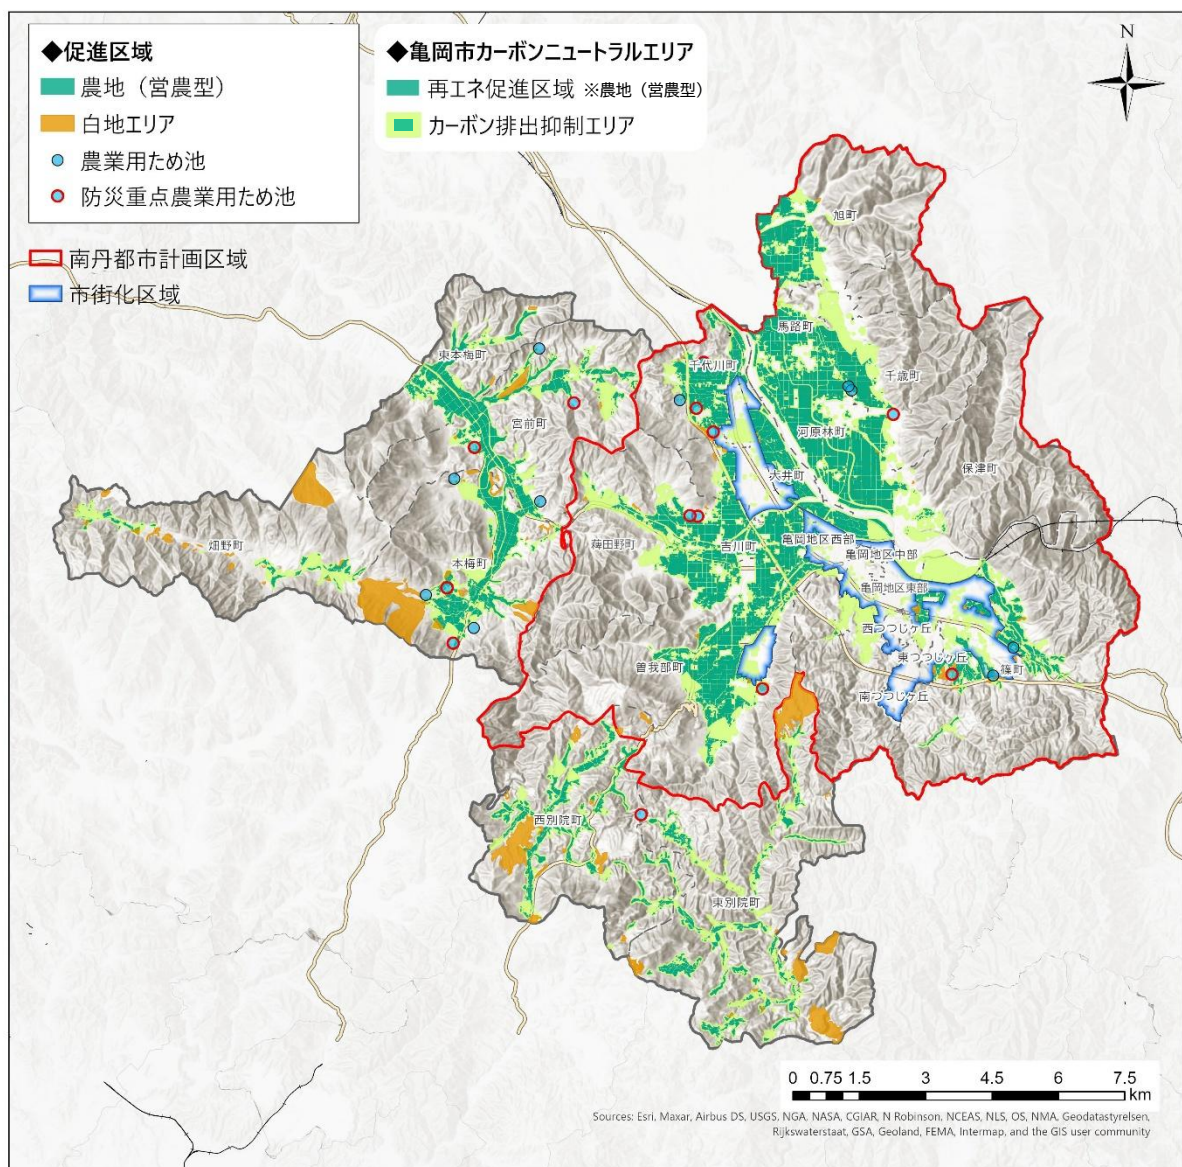 ◆促進区域
農地（営農型）
白地エリア
農業用ため池
防災重点農業用ため池
南丹都市計画区域
市街化区域
◆亀岡市カーボンニュートラルエリア
再エネ促進区域 ※農地（営農型）
カーボン排出抑制エリア
N
旭町
馬路町
千代川町
千歳町
東本梅町
宮前町
河原林町
大井町
保津町
畑野町
本梅町
薭田野町
吉川町
亀岡地区西部
亀岡地区中部
亀岡地区東部
西つつじケ丘
東つつじケ丘
篠町
南つつじケ丘
曽我部町
西別院町
東別院町
0 0.75 1.5 3 4.5 6 7.5
km
Sources: Esri, Maxar, Airbus DS, USGS, NGA, NASA, CGIAR, N Robinson, NCEAS, NLS, OS, NMA, Geodatastyrelsen,
Rijkswaterstaat, GSA, Geoland, FEMA, Intermap, and the GIS user community